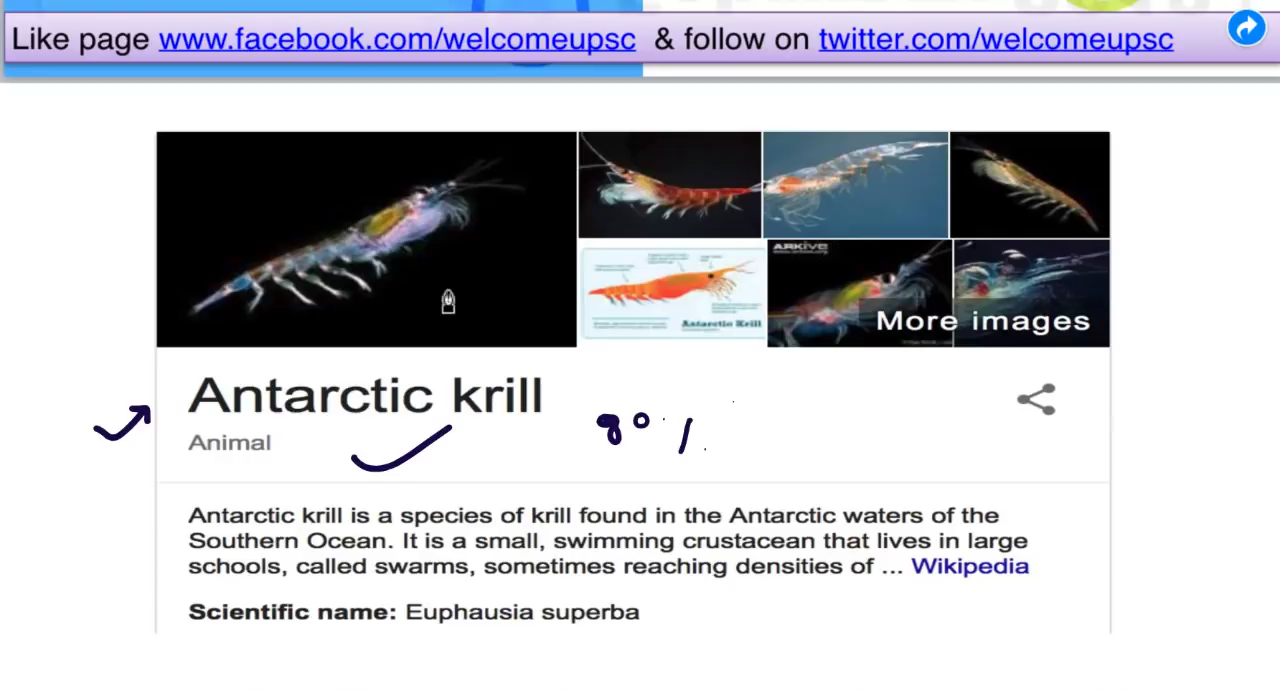 Like page www.facebook.com/welcomeupsc & follow on twitter.com/welcomeupsc
ARKive
Antarctic Krill
More images
Antarctic krill
80%
Animal
Antarctic krill is a species of krill found in the Antarctic waters of the
Southern Ocean. It is a small, swimming crustacean that lives in large
schools, called swarms, sometimes reaching densities of ... Wikipedia
Scientific name: Euphausia superba